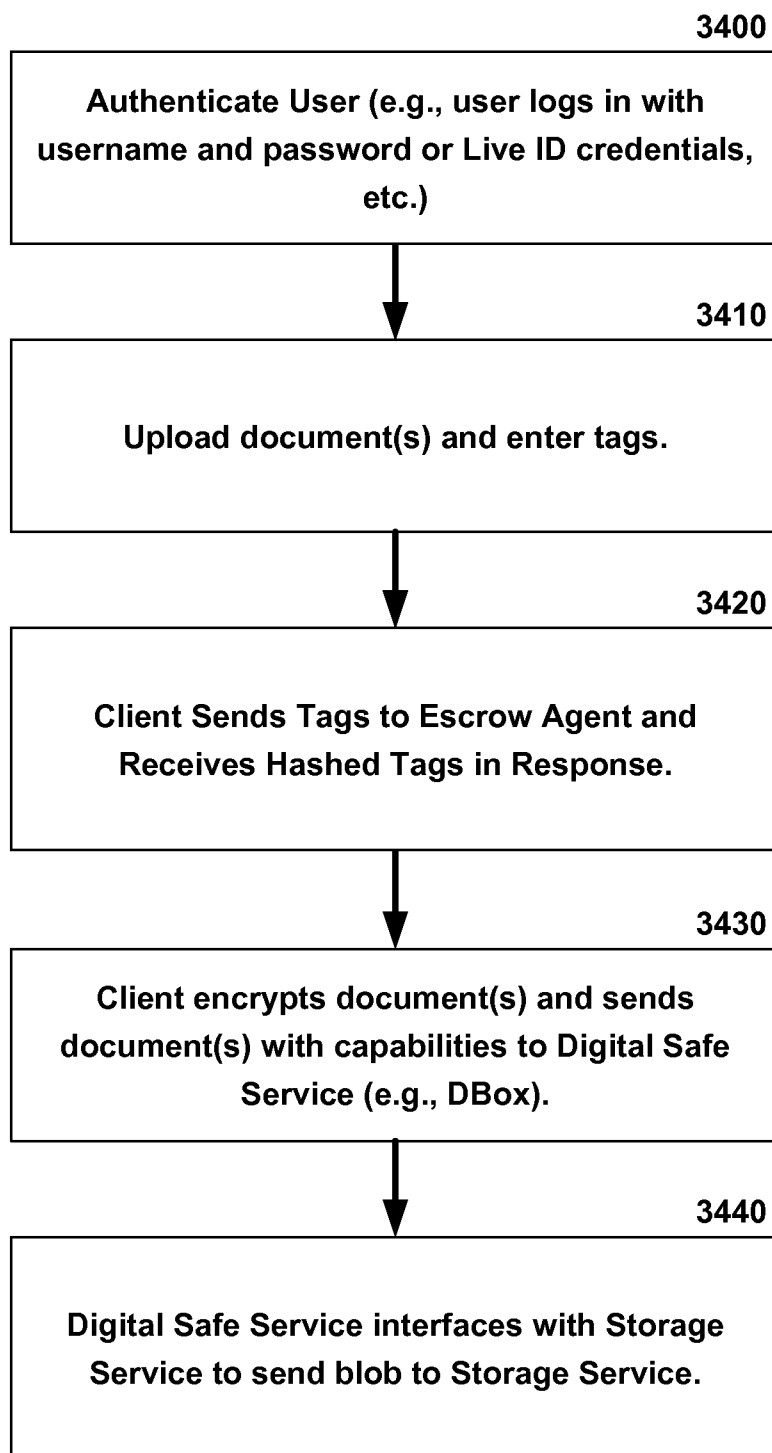 3400
Authenticate User (e.g., user logs in with
username and password or Live ID credentials,
etc.)
3410
Upload document(s) and enter tags.
3420
Client Sends Tags to Escrow Agent and
Receives Hashed Tags in Response.
3430
Client encrypts document(s) and sends
document(s) with capabilities to Digital Safe
Service (e.g., DBox).
3440
Digital Safe Service interfaces with Storage
Service to send blob to Storage Service.